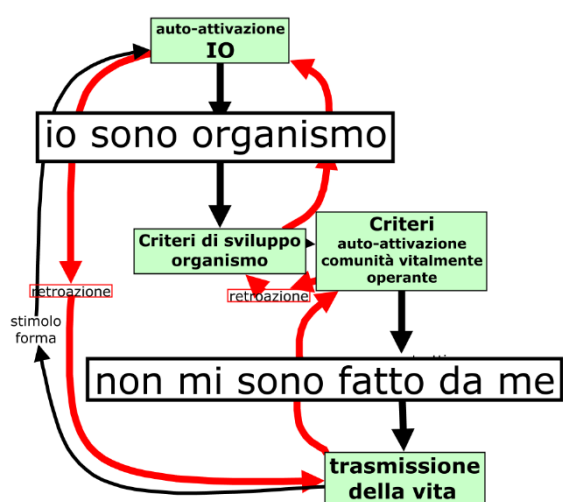 auto-attivazione
IO
io sono organismo
Criteri di sviluppo
organismo
Criteri
auto-attivazione
comunità vitalmente
operante
retroazione
retroazione
stimolo
forma
non mi sono fatto da me
trasmissione
della vita